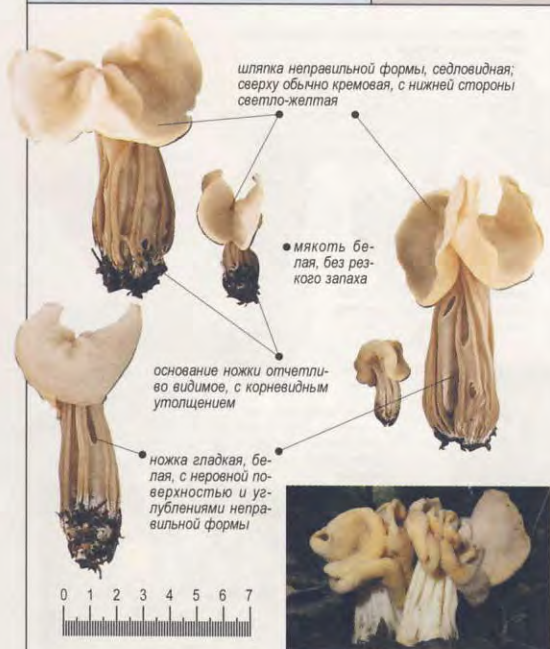 шляпка неправильной формы, седловидная;
сверху обычно кремовая, с нижней стороны
светло-желтая
мякоть бе-
лая, без рез-
кого запаха
основание ножки отчетли-
во видимое, с корневидным
утолщением
ножка гладкая, бе-
лая, с неровной по-
верхностью и уг-
лублениями непра-
вильной формы
0 1 2 3 4 5 6 7